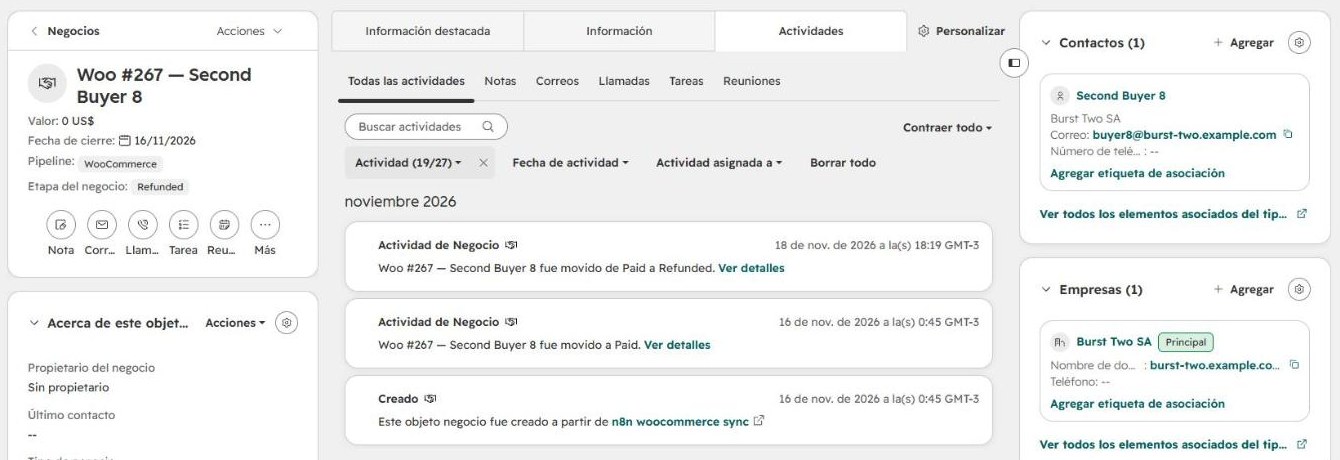 Negocios
Acciones
Woo #267 — Second
Buyer 8
Valor: 0 US$
Fecha de cierre: 16/11/2026
Pipeline: WooCommerce
Etapa del negocio: Refunded
Nota Corr... Llam... Tarea Reu... Más
Acerca de este objet... Acciones
Propietario del negocio
Sin propietario
Último contacto
--
Información destacada Información Actividades Personalizar
Todas las actividades Notas Correos Llamadas Tareas Reuniones
Buscar actividades
Contraer todo
Actividad (19/27) Fecha de actividad Actividad asignada a Borrar todo
noviembre 2026
Actividad de Negocio 18 de nov. de 2026 a la(s) 18:19 GMT-3
Woo #267 — Second Buyer 8 fue movido de Paid a Refunded. Ver detalles
Actividad de Negocio 16 de nov. de 2026 a la(s) 0:45 GMT-3
Woo #267 — Second Buyer 8 fue movido a Paid. Ver detalles
Creado 16 de nov. de 2026 a la(s) 0:45 GMT-3
Este objeto negocio fue creado a partir de n8n woocommerce sync
Contactos (1) + Agregar
Second Buyer 8
Burst Two SA
Correo: buyer8@burst-two.example.com
Número de telé... : --
Agregar etiqueta de asociación
Ver todos los elementos asociados del tip...
Empresas (1) + Agregar
Burst Two SA Principal
Nombre de do... : burst-two.example.co...
Teléfono: --
Agregar etiqueta de asociación
Ver todos los elementos asociados del tip...